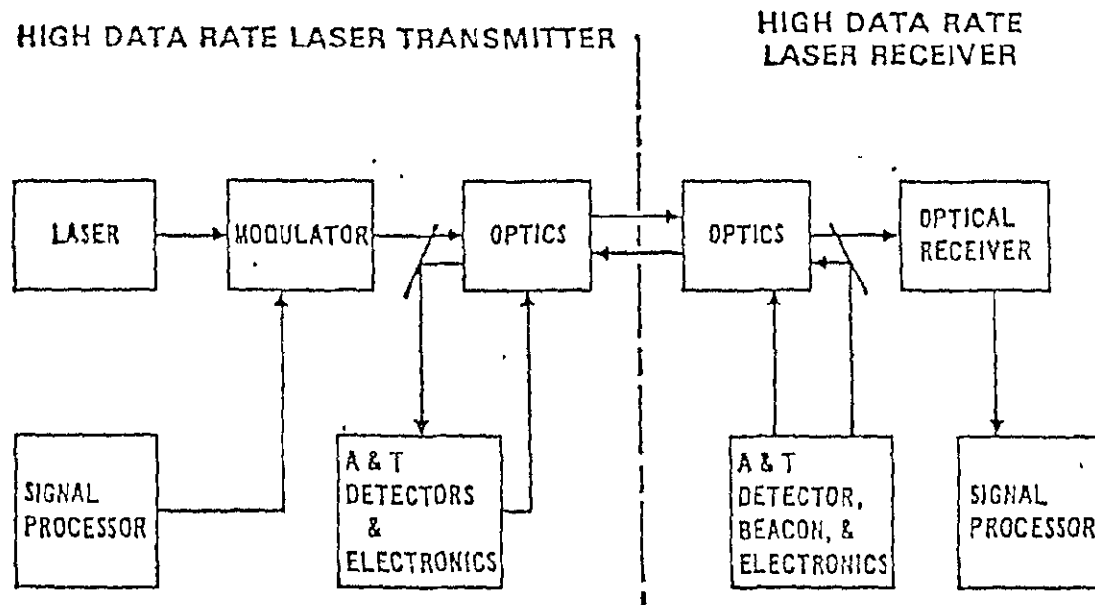 HIGH DATA RATE LASER TRANSMITTER
HIGH DATA RATE
LASER RECEIVER
LASER
MODULATOR
OPTICS
OPTICS
OPTICAL
RECEIVER
SIGNAL
PROCESSOR
A & T
DETECTORS
&
ELECTRONICS
A & T
DETECTOR,
BEACON, &
ELECTRONICS
SIGNAL
PROCESSOR